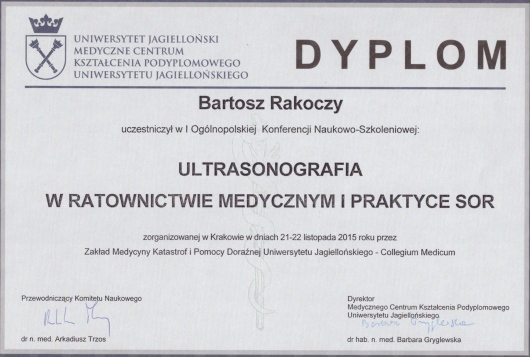 UNIWERSYTET JAGIELLOŃSKI
MEDYCZNE CENTRUM
KSZTAŁCENIA PODYPLOMOWEGO
UNIWERSYTETU JAGIELLOŃSKIEGO
DYPLOM
Bartosz Rakoczy
uczestniczył w I Ogólnopolskiej Konferencji Naukowo-Szkoleniowej:
ULTRASONOGRAFIA
W RATOWNICTWIE MEDYCZNYM I PRAKTYCE SOR
zorganizowanej w Krakowie w dniach 21-22 listopada 2015 roku przez
Zakład Medycyny Katastrof i Pomocy Doraźnej Uniwersytetu Jagiellońskiego - Collegium Medicum
Przewodniczący Komitetu Naukowego
dr n. med. Arkadiusz Trzos
Dyrektor
Medycznego Centrum Kształcenia Podyplomowego
Uniwersytetu Jagiellońskiego
Barbara Gryglewska
dr hab. n. med. Barbara Gryglewska